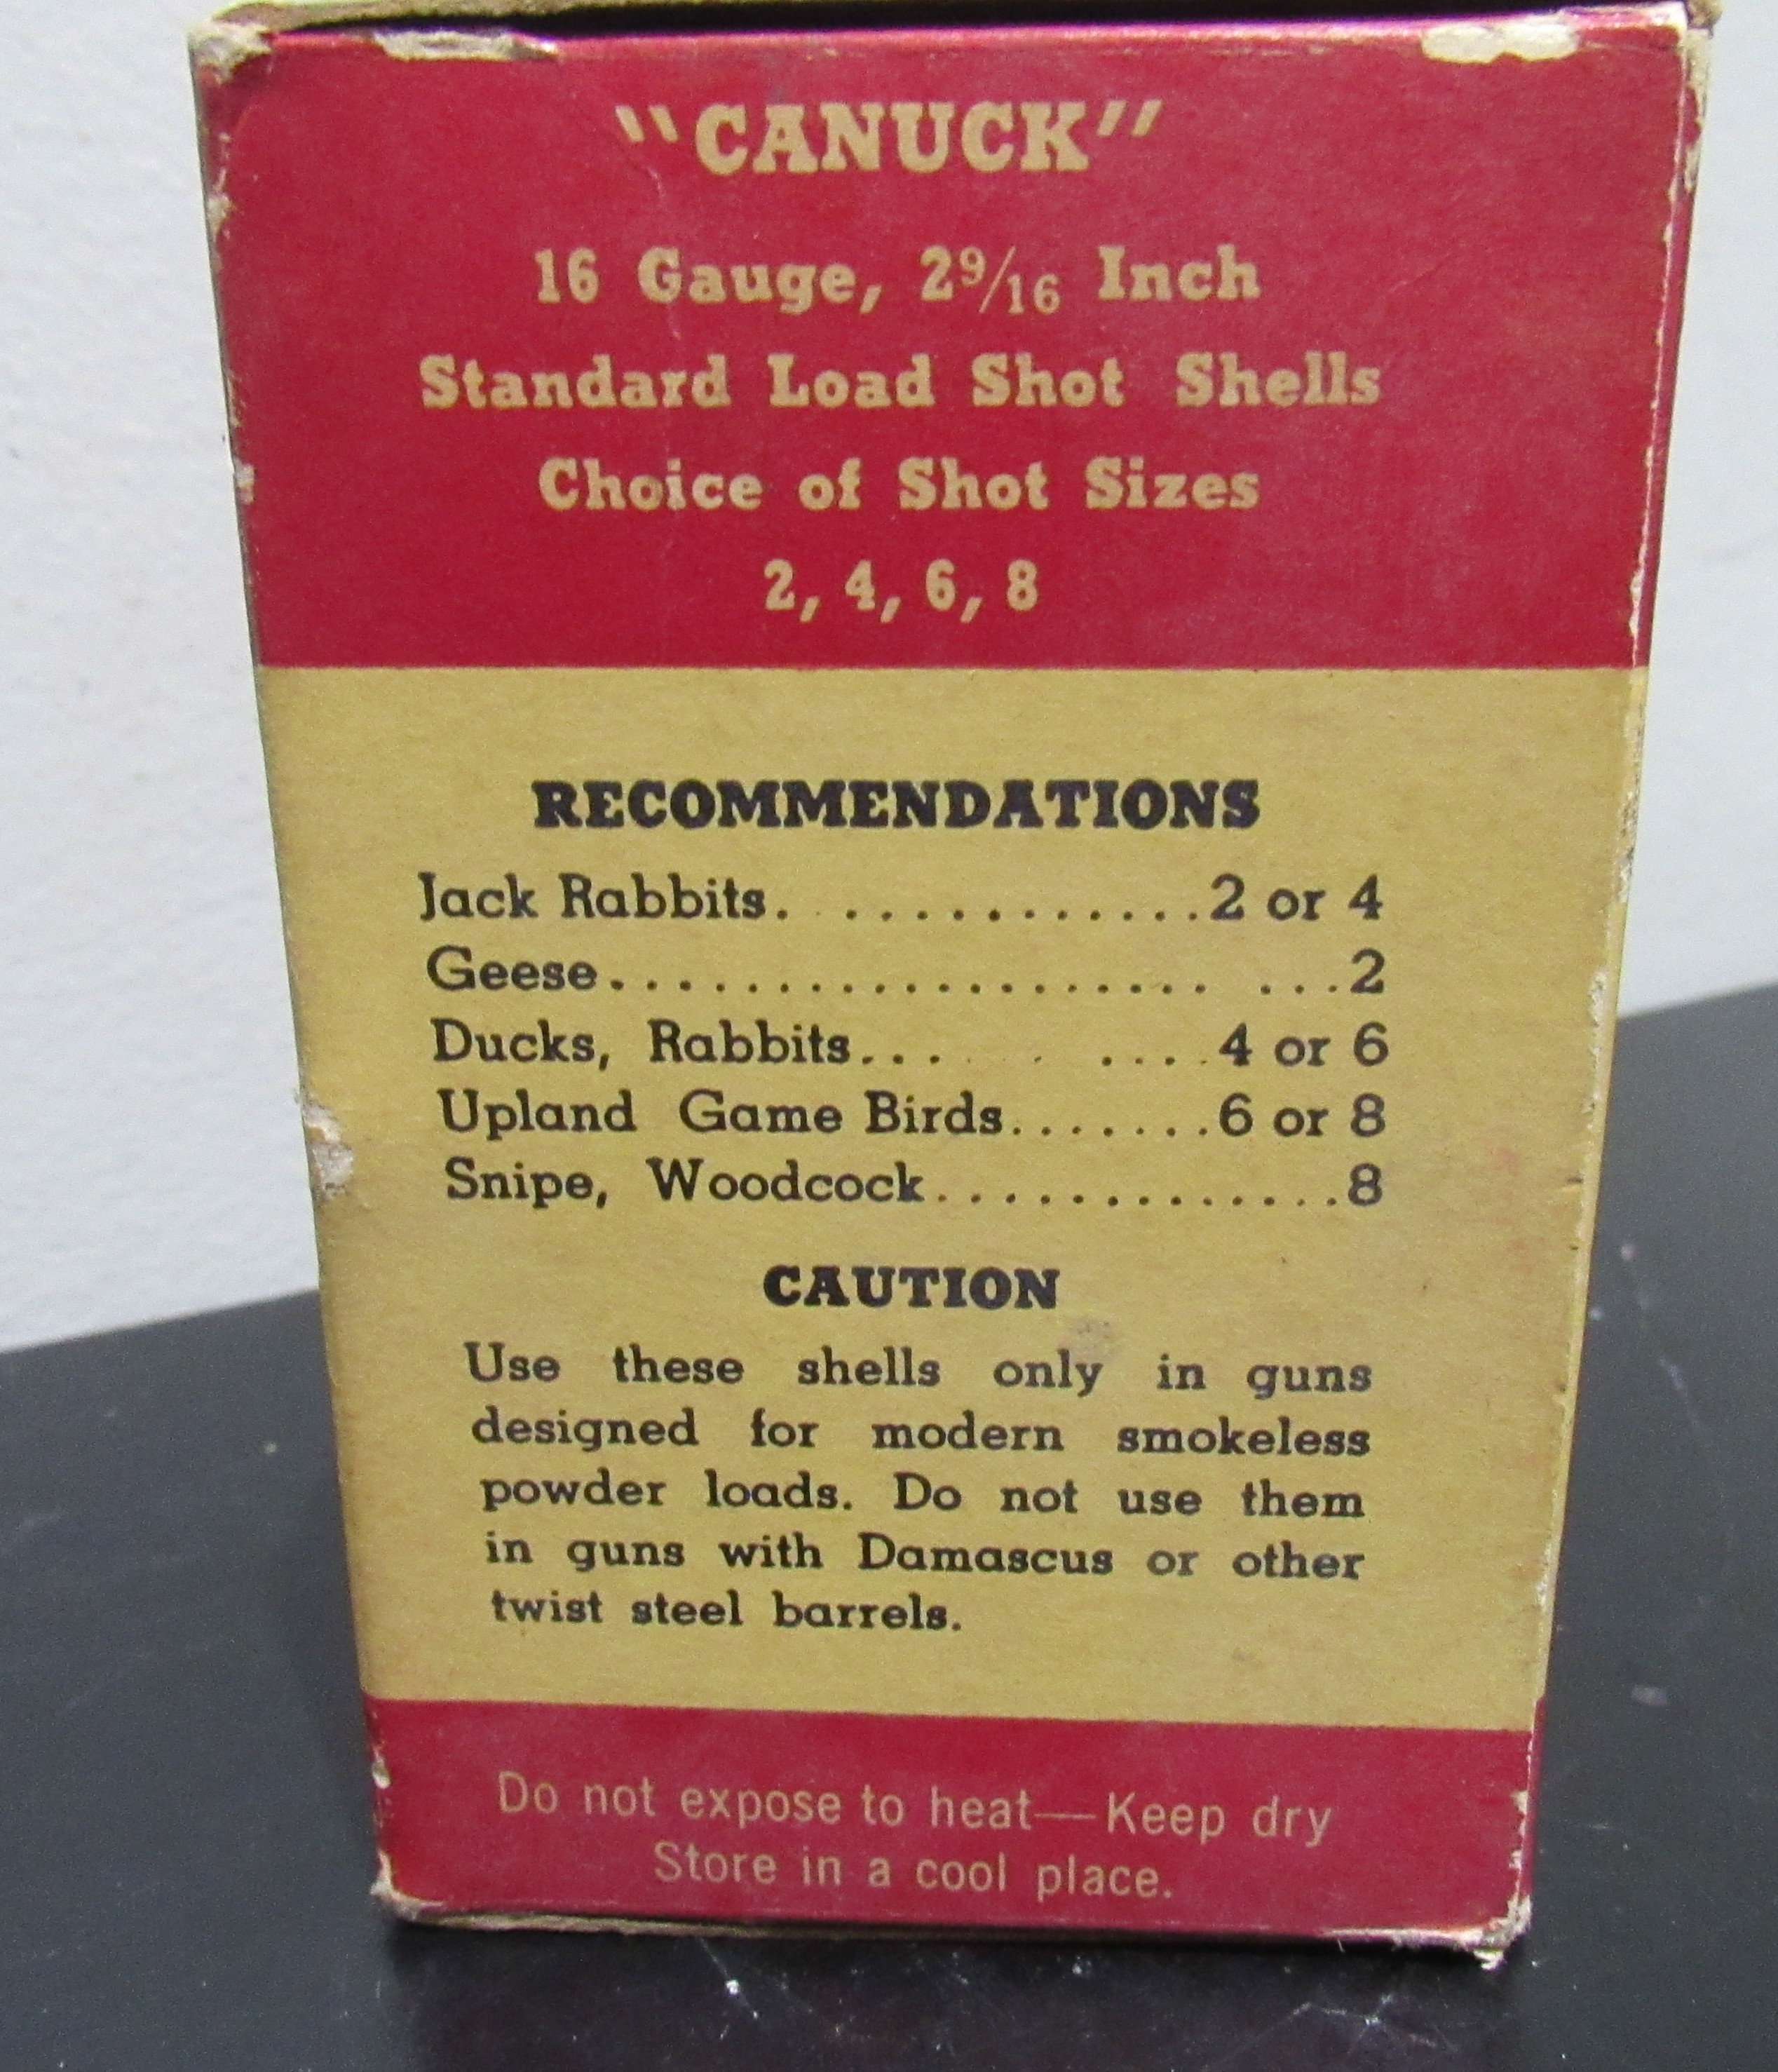 "CANUCK"
16 Gauge, 2 9/16 Inch
Standard Load Shot Shells
Choice of Shot Sizes
2, 4, 6, 8
RECOMMENDATIONS
Jack Rabbits. . . . . . . . . . . .2 or 4
Geese. . . . . . . . . . . . . . . . . . . . . .2
Ducks, Rabbits. . . . . . . .4 or 6
Upland Game Birds. . . . . . .6 or 8
Snipe, Woodcock. . . . . . . . . . . . .8
CAUTION
Use these shells only in guns
designed for modern smokeless
powder loads. Do not use them
in guns with Damascus or other
twist steel barrels.
Do not expose to heat—Keep dry
Store in a cool place.